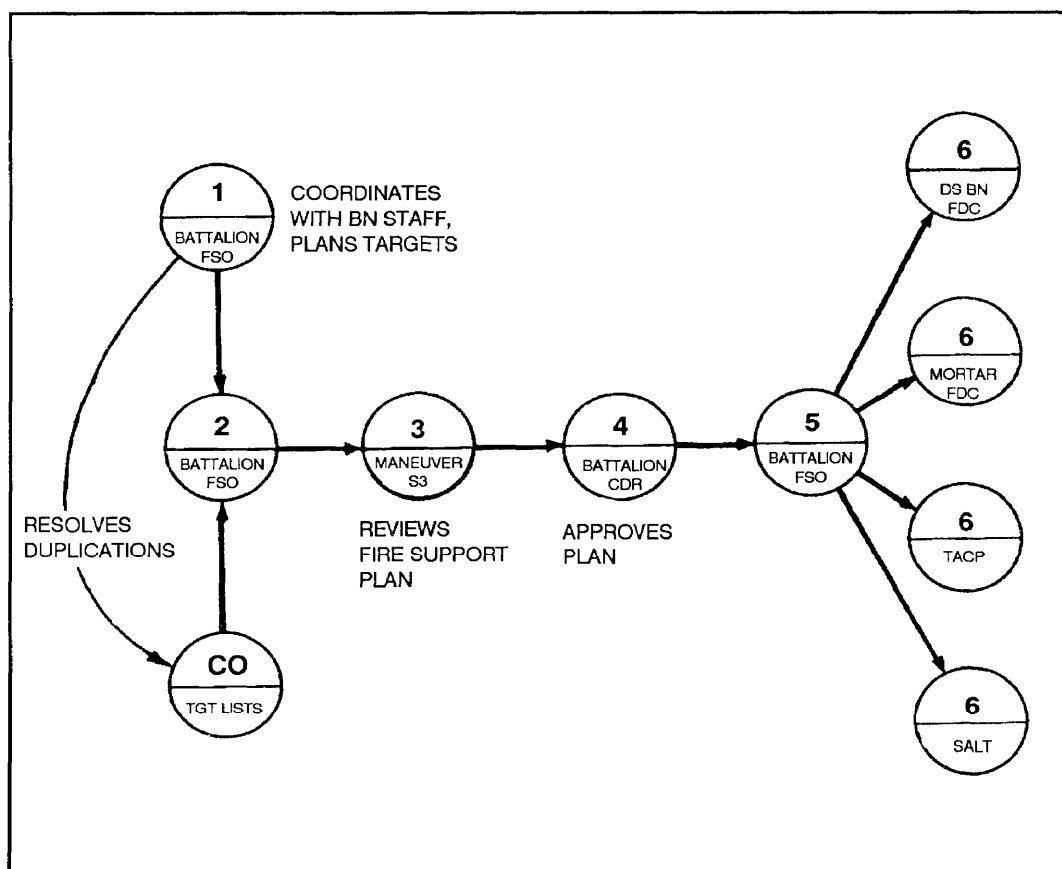 1
BATTALION
FSO
COORDINATES
WITH BN STAFF,
PLANS TARGETS
2
BATTALION
FSO
RESOLVES
DUPLICATIONS
CO
TGT LISTS
3
MANEUVER
S3
REVIEWS
FIRE SUPPORT
PLAN
4
BATTALION
CDR
APPROVES
PLAN
5
BATTALION
FSO
6
DS BN
FDC
6
MORTAR
FDC
6
TACP
6
SALT